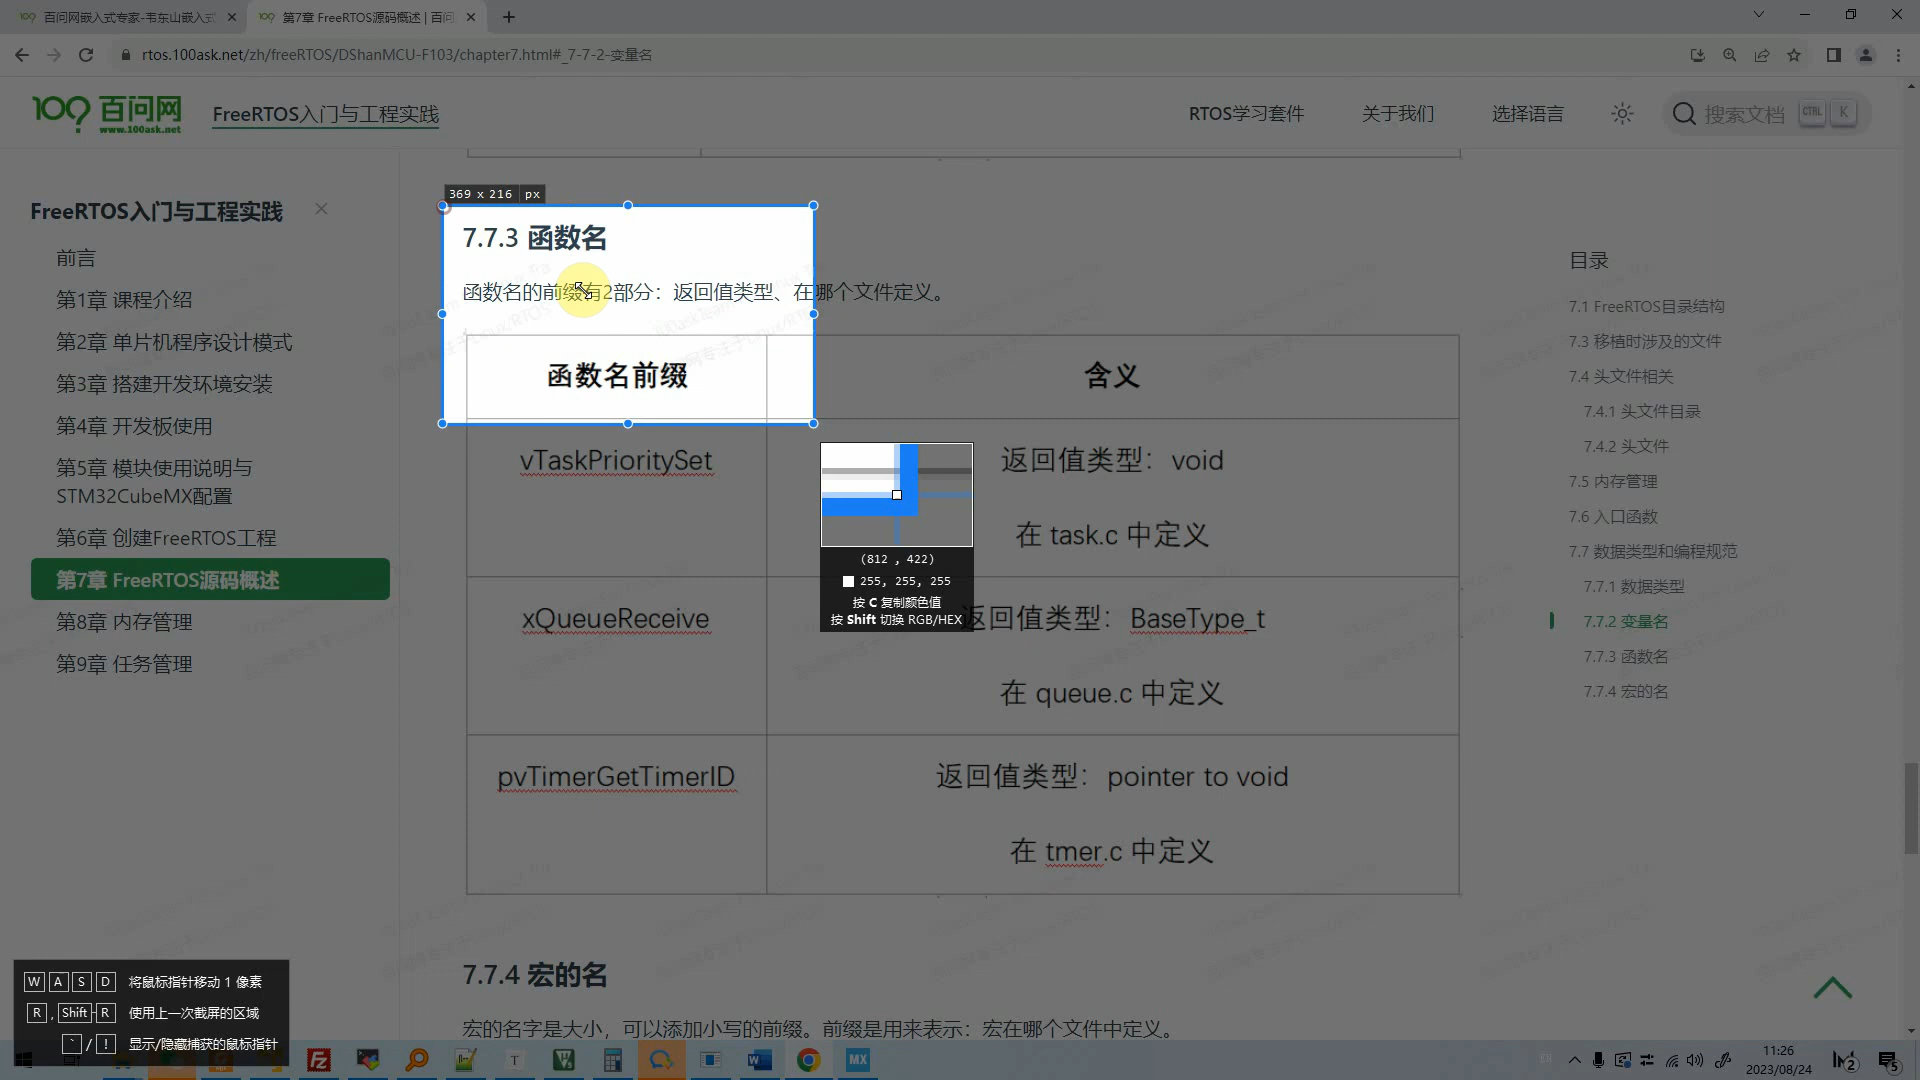 百问网嵌入式专家-韦东山嵌入式
第7章 FreeRTOS源码概述 | 百问
rtos.100ask.net/zh/freeRTOS/DShanMCU-F103/chapter7.html#_7-7-2-变量名
百问网
www.100ask.net
FreeRTOS入门与工程实践
RTOS学习套件
关于我们
选择语言
搜索文档
CTRL K
FreeRTOS入门与工程实践
前言
第1章 课程介绍
第2章 单片机程序设计模式
第3章 搭建开发环境安装
第4章 开发板使用
第5章 模块使用说明与
STM32CubeMX配置
第6章 创建FreeRTOS工程
第7章 FreeRTOS源码概述
第8章 内存管理
第9章 任务管理
369 x 216 px
7.7.3 函数名
函数名的前缀有2部分：返回值类型、在哪个文件定义。
函数名前缀 含义
vTaskPrioritySet 返回值类型：void
在 task.c 中定义
xQueueReceive 返回值类型：BaseType_t
在 queue.c 中定义
pvTimerGetTimerID 返回值类型：pointer to void
在 tmer.c 中定义
(812 , 422)
255, 255, 255
按 C 复制颜色值
按 Shift 切换 RGB/HEX
7.7.4 宏的名
宏的名字是大小，可以添加小写的前缀。前缀是用来表示：宏在哪个文件中定义。
目录
7.1 FreeRTOS目录结构
7.3 移植时涉及的文件
7.4 头文件相关
7.4.1 头文件目录
7.4.2 头文件
7.5 内存管理
7.6 入口函数
7.7 数据类型和编程规范
7.7.1 数据类型
7.7.2 变量名
7.7.3 函数名
7.7.4 宏的名
W A S D 将鼠标指针移动 1 像素
R , Shift R 使用上一次截屏的区域
` / ! 显示/隐藏捕获的鼠标指针
11:26
2023/08/24
2
5